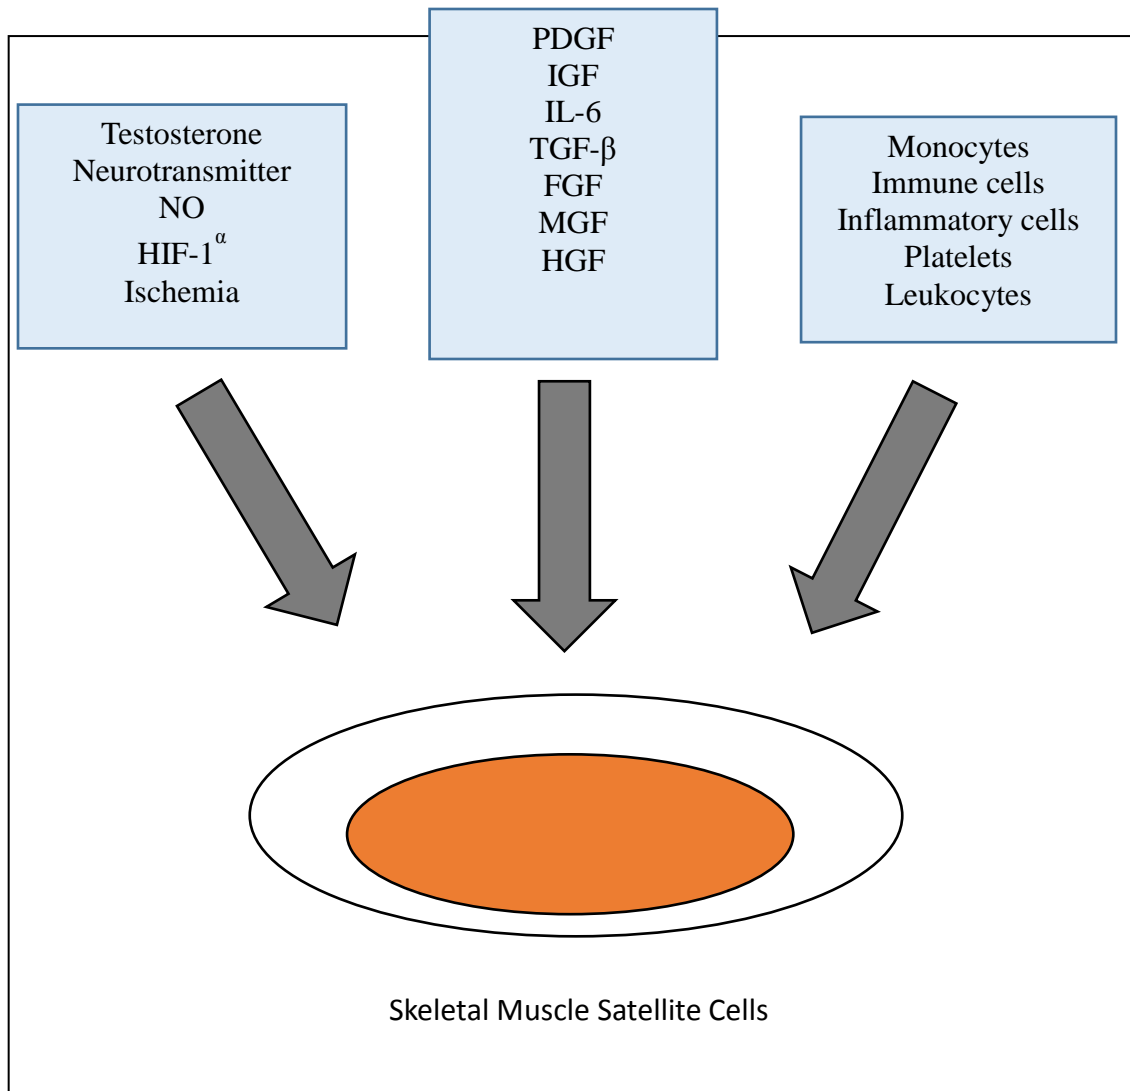 Testosterone
Neurotransmitter
NO
HIF-1α
Ischemia
PDGF
IGF
IL-6
TGF-β
FGF
MGF
HGF
Monocytes
Immune cells
Inflammatory cells
Platelets
Leukocytes
Skeletal Muscle Satellite Cells